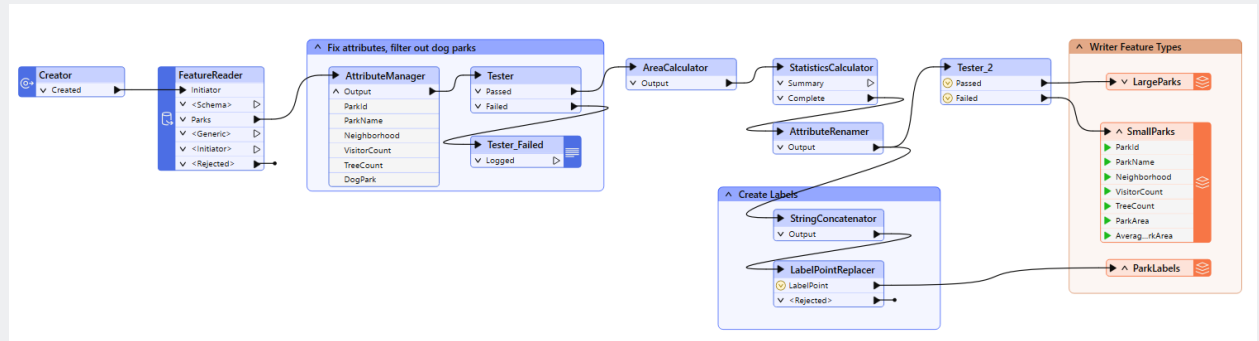 Creator
Created
FeatureReader
Initiator
<Schema>
Parks
<Generic>
<Initiator>
<Rejected>
Fix attributes, filter out dog parks
AttributeManager
Output
ParkId
ParkName
Neighborhood
VisitorCount
TreeCount
DogPark
Tester
Passed
Failed
Tester_Failed
Logged
AreaCalculator
Output
StatisticsCalculator
Summary
Complete
AttributeRenamer
Output
Create Labels
StringConcatenator
Output
LabelPointReplacer
LabelPoint
<Rejected>
Tester_2
Passed
Failed
Writer Feature Types
LargeParks
SmallParks
ParkId
ParkName
Neighborhood
VisitorCount
TreeCount
ParkArea
Averag...rkArea
ParkLabels